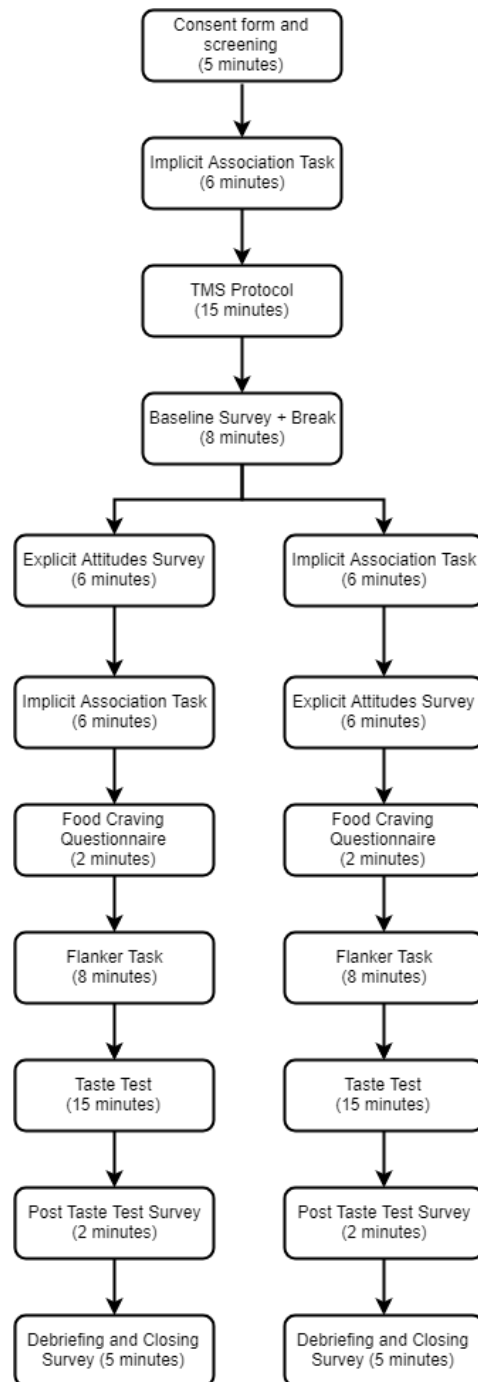 Consent form and
screening
(5 minutes)
Implicit Association Task
(6 minutes)
TMS Protocol
(15 minutes)
Baseline Survey + Break
(8 minutes)
Explicit Attitudes Survey
(6 minutes)
Implicit Association Task
(6 minutes)
Food Craving
Questionnaire
(2 minutes)
Flanker Task
(8 minutes)
Taste Test
(15 minutes)
Post Taste Test Survey
(2 minutes)
Debriefing and Closing
Survey (5 minutes)
Implicit Association Task
(6 minutes)
Explicit Attitudes Survey
(6 minutes)
Food Craving
Questionnaire
(2 minutes)
Flanker Task
(8 minutes)
Taste Test
(15 minutes)
Post Taste Test Survey
(2 minutes)
Debriefing and Closing
Survey (5 minutes)